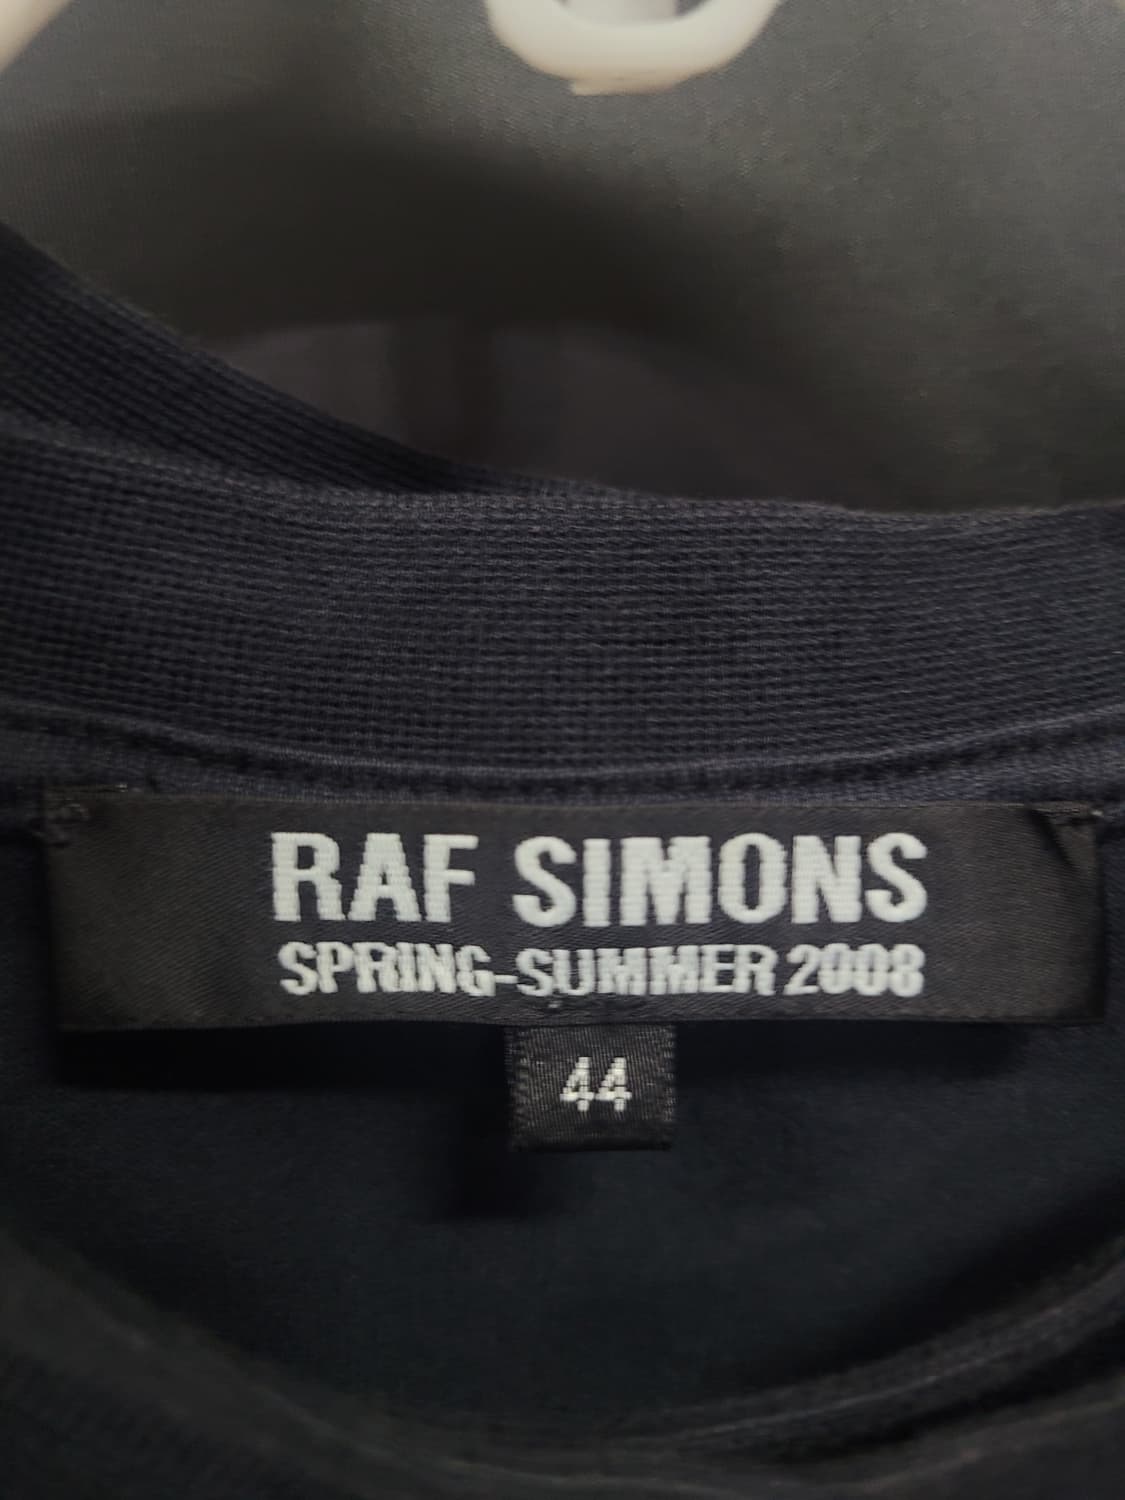 RAF SIMONS
SPRING-SUMMER 2008
44